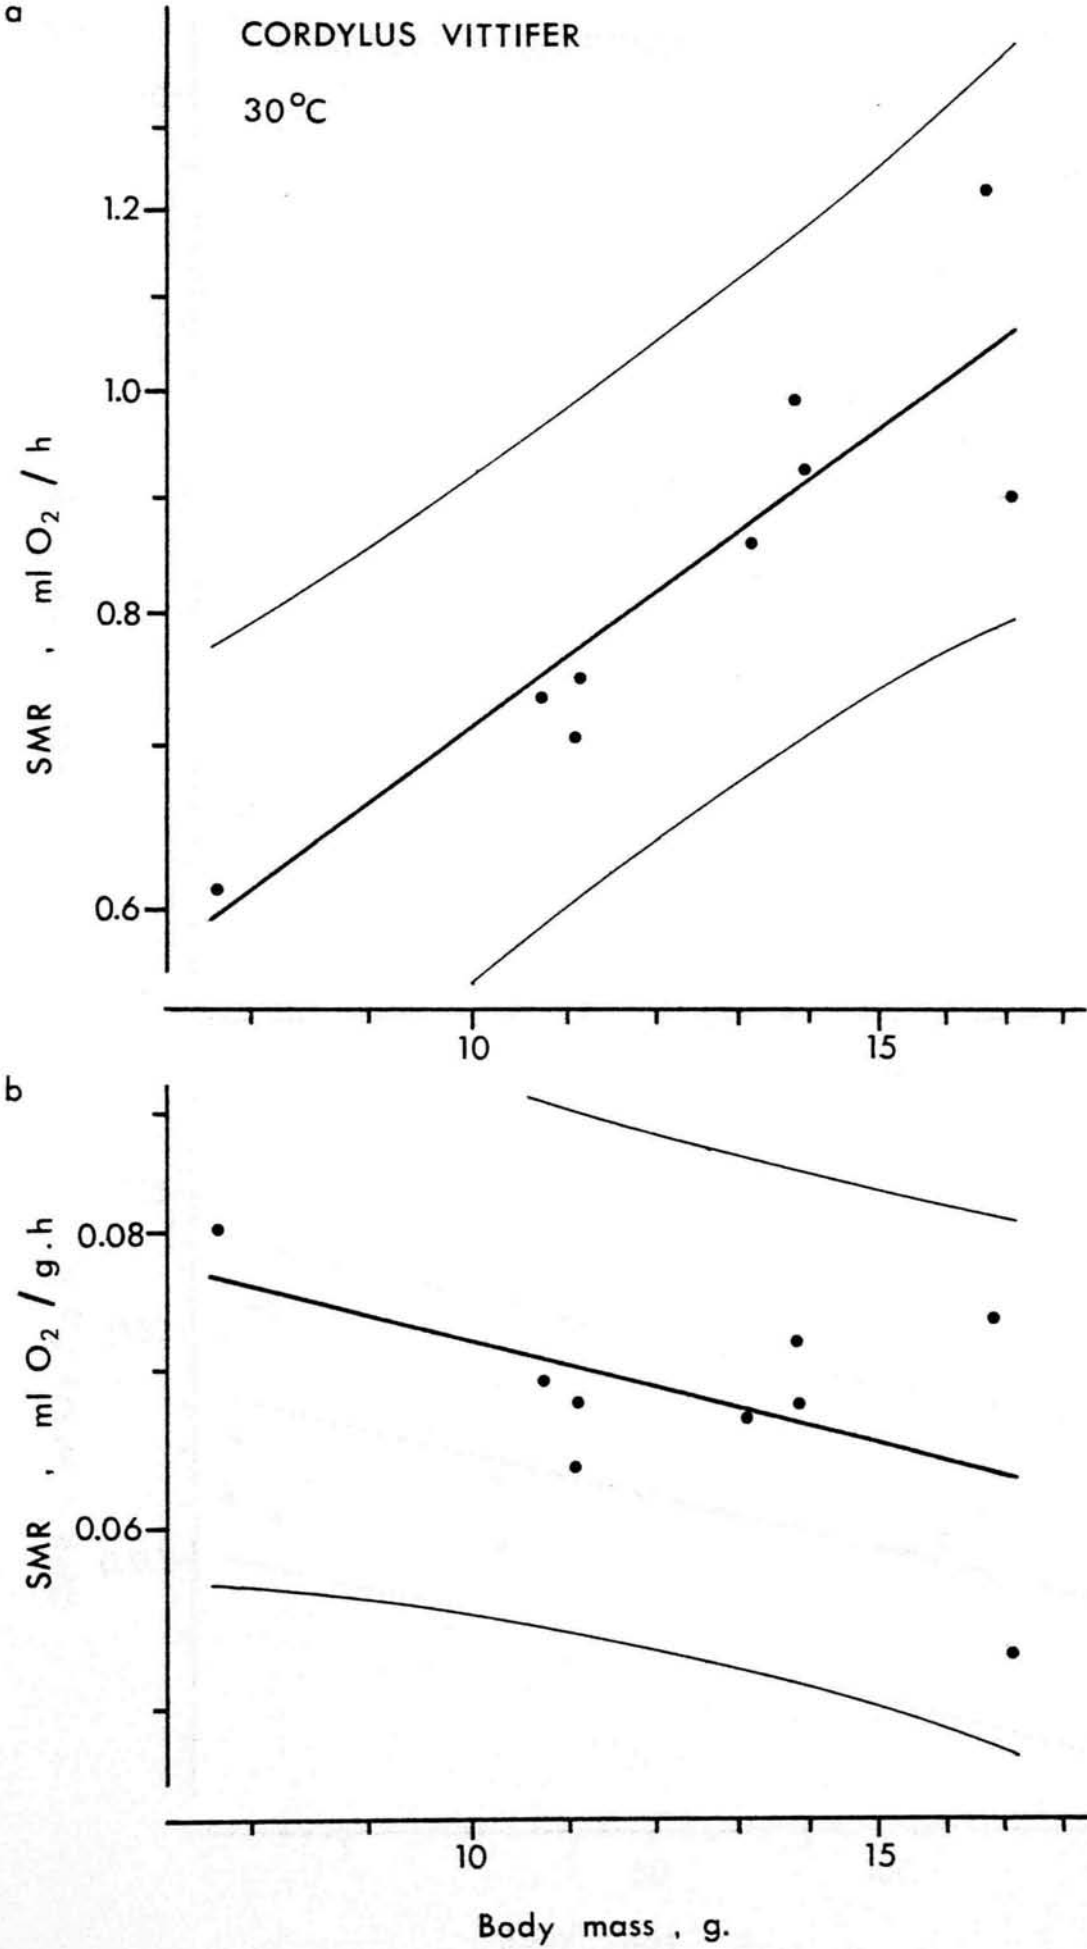 a
CORDYLUS VITTIFER
30°C
1.2
1.0
0.8
0.6
SMR , ml O₂ / h
10
15
b
0.08
0.06
SMR , ml O₂ / g.h
10
15
Body mass , g.